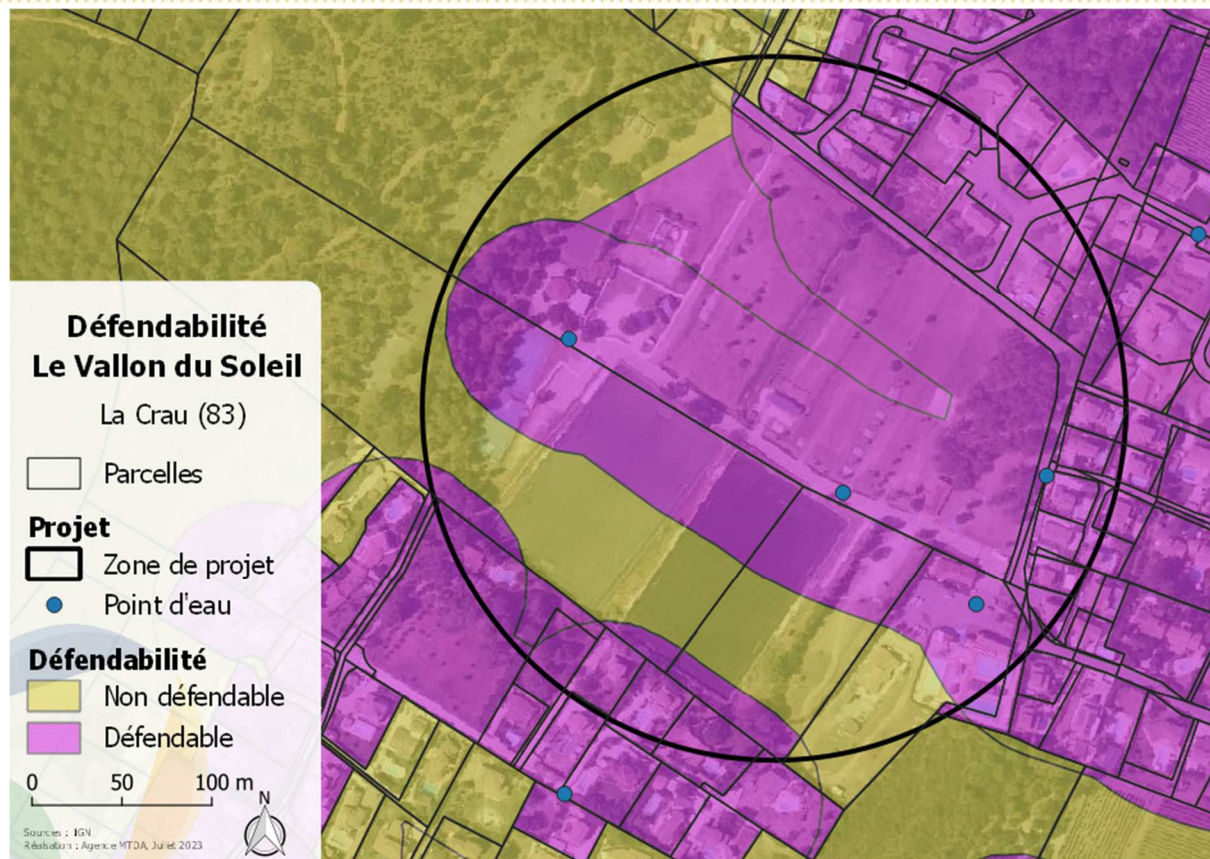 Défendabilité
Le Vallon du Soleil
La Crau (83)
Parcelles
Projet
Zone de projet
Point d'eau
Défendabilité
Non défendable
Défendable
0 50 100 m
N
Sources : IGN
Réalisation : Agence MTDA, Juillet 2023